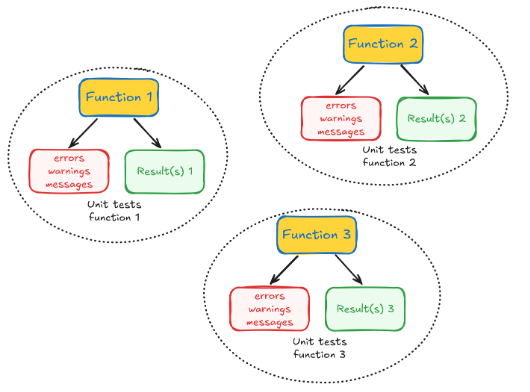 Function 1
errors
warnings
messages
Result(s) 1
Unit tests
function 1
Function 2
errors
warnings
messages
Result(s) 2
Unit tests
function 2
Function 3
errors
warnings
messages
Result(s) 3
Unit tests
function 3